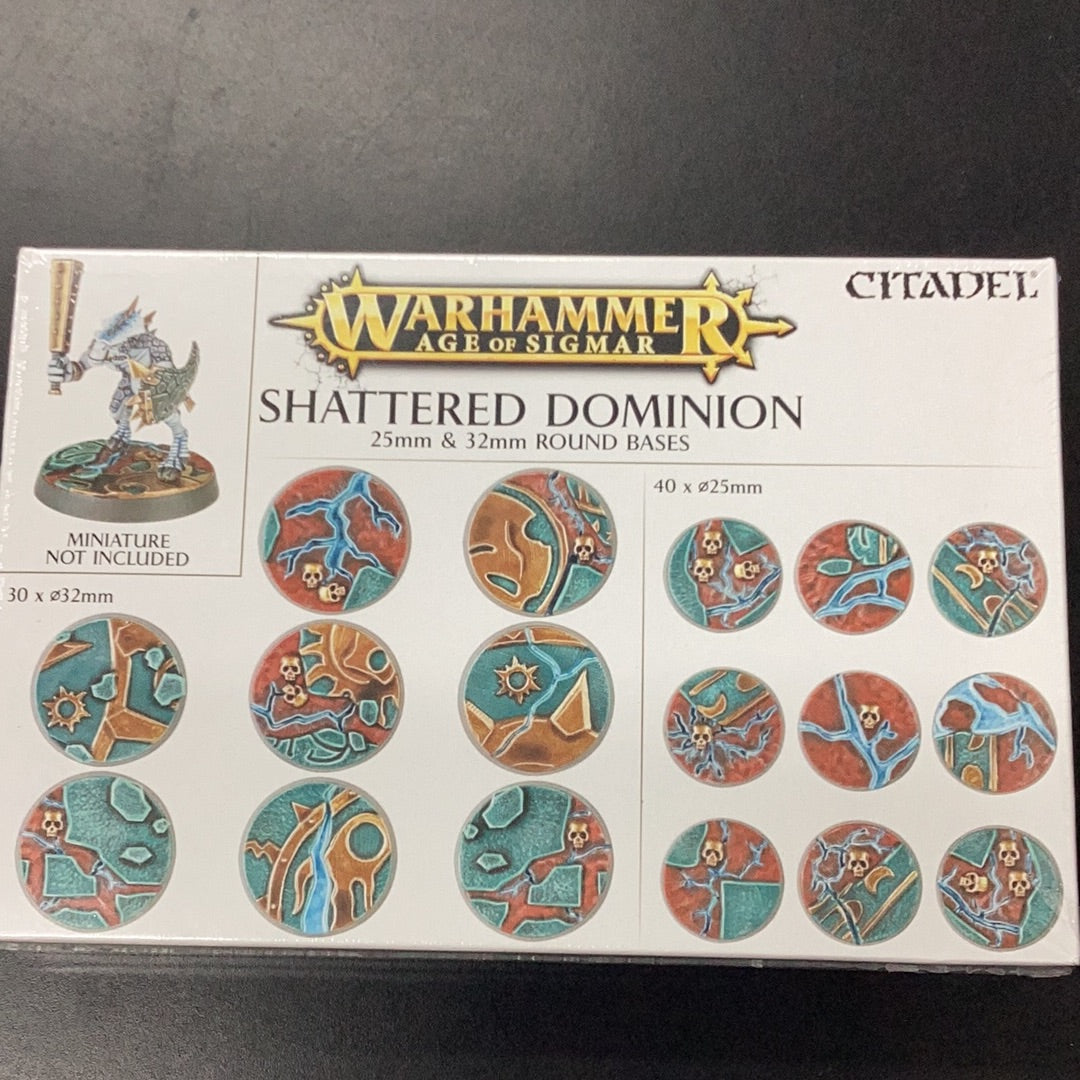 WARHAMMER
AGE OF SIGMAR
CITADEL®
SHATTERED DOMINION
25mm & 32mm ROUND BASES
MINIATURE
NOT INCLUDED
30 x ø32mm
40 x ø25mm